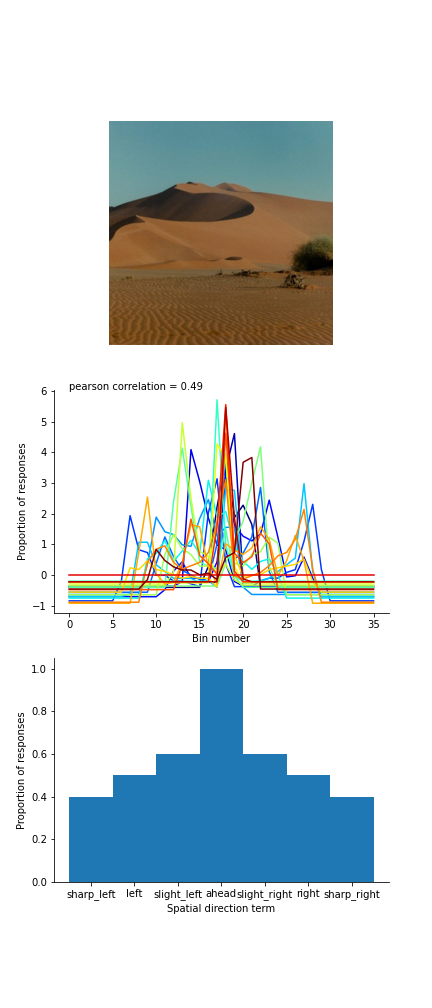 pearson correlation = 0.49
6
5
4
3
2
1
0
−1
Proportion of responses
0 5 10 15 20 25 30 35
Bin number
1.0
0.8
0.6
0.4
0.2
0.0
Proportion of responses
sharp_left left slight_left ahead slight_right right sharp_right
Spatial direction term